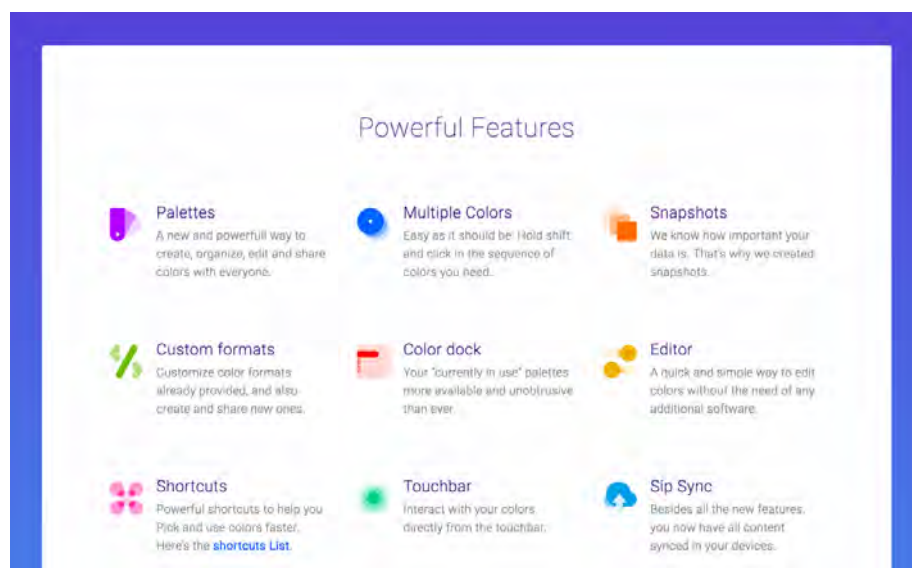 Powerful Features
Palettes
A new and powerfull way to
create, organize, edit and share
colors with everyone.
Multiple Colors
Easy as it should be! Hold shift
and click in the sequence of
colors you need.
Snapshots
We know how important your
data is. That's why we created
snapshots.
Custom formats
Customize color formats
already provided, and also
create and share new ones.
Color dock
Your "currently in use" palettes
more available and unobtrusive
than ever.
Editor
A quick and simple way to edit
colors without the need of any
additional software.
Shortcuts
Powerful shortcuts to help you
Pick and use colors faster.
Here's the shortcuts List.
Touchbar
Interact with your colors
directly from the touchbar.
Sip Sync
Besides all the new features,
you now have all content
synced in your devices.